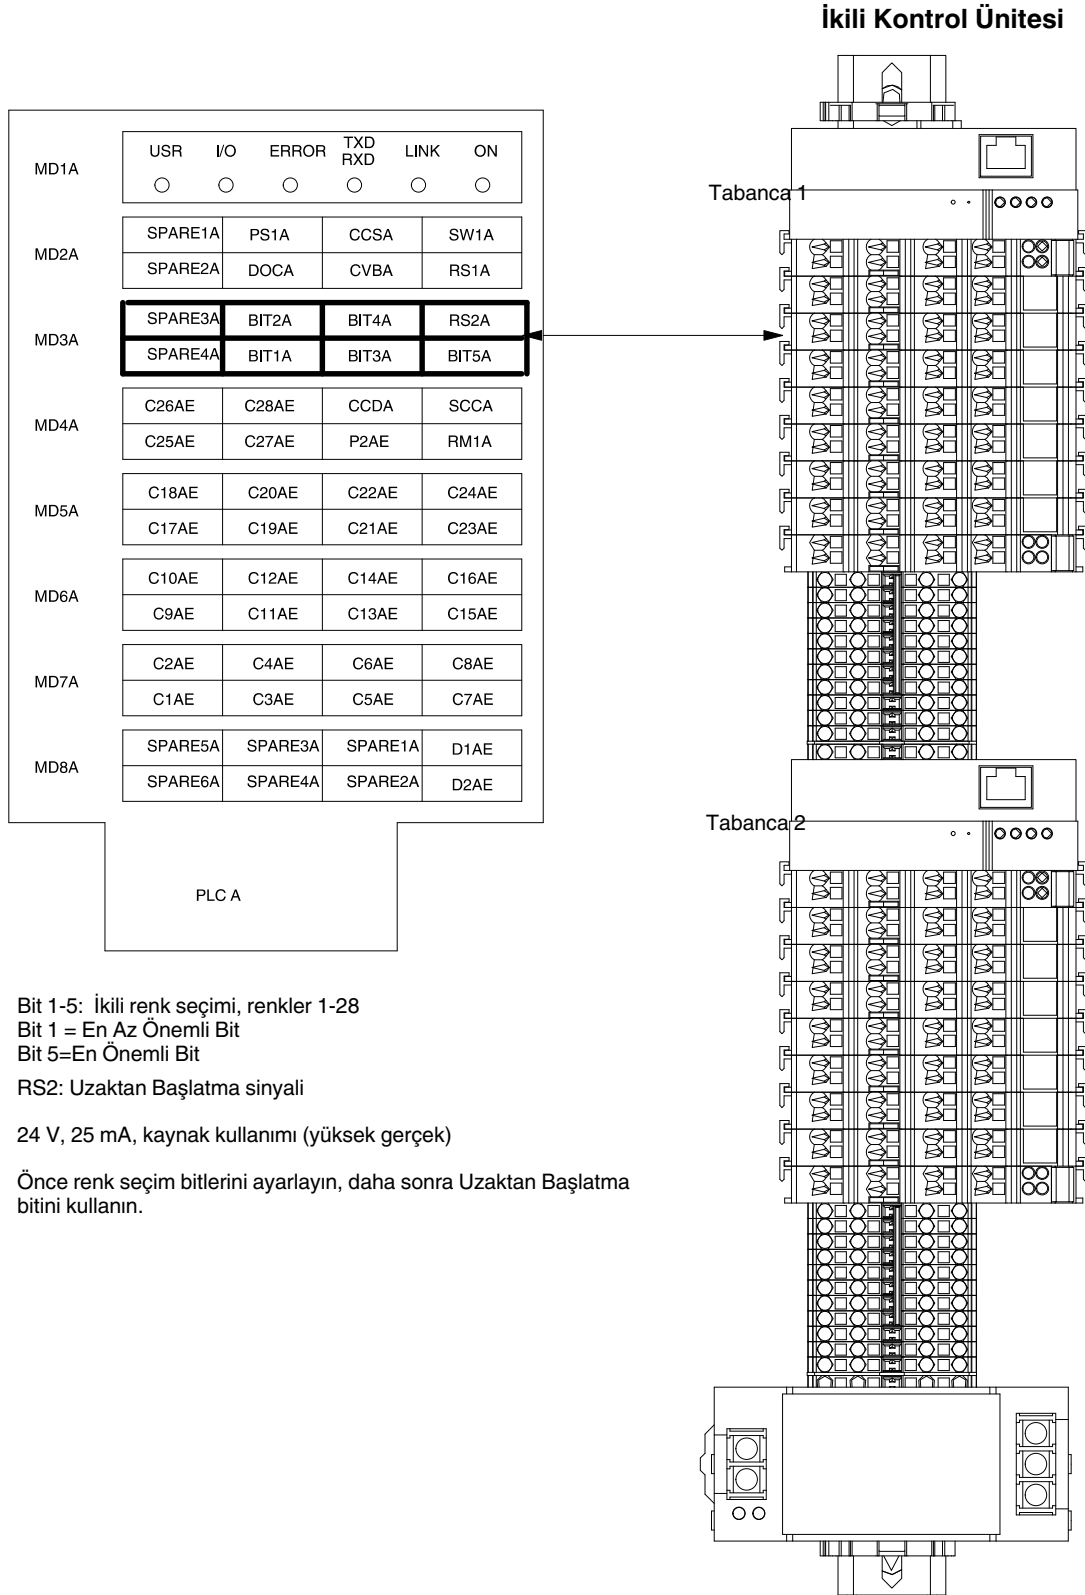 İkili Kontrol Ünitesi
MD1A
USR I/O ERROR TXD RXD LINK ON
Tabanca 1
MD2A
SPARE1A PS1A CCSA SW1A
SPARE2A DOCA CVBA RS1A
MD3A
SPARE3A BIT2A BIT4A RS2A
SPARE4A BIT1A BIT3A BIT5A
MD4A
C26AE C28AE CCDA SCCA
C25AE C27AE P2AE RM1A
MD5A
C18AE C20AE C22AE C24AE
C17AE C19AE C21AE C23AE
MD6A
C10AE C12AE C14AE C16AE
C9AE C11AE C13AE C15AE
MD7A
C2AE C4AE C6AE C8AE
C1AE C3AE C5AE C7AE
MD8A
SPARE5A SPARE3A SPARE1A D1AE
SPARE6A SPARE4A SPARE2A D2AE
Tabanca 2
PLC A
Bit 1-5: İkili renk seçimi, renkler 1-28
Bit 1 = En Az Önemli Bit
Bit 5=En Önemli Bit
RS2: Uzaktan Başlatma sinyali
24 V, 25 mA, kaynak kullanımı (yüksek gerçek)
Önce renk seçim bitlerini ayarlayın, daha sonra Uzaktan Başlatma
bitini kullanın.